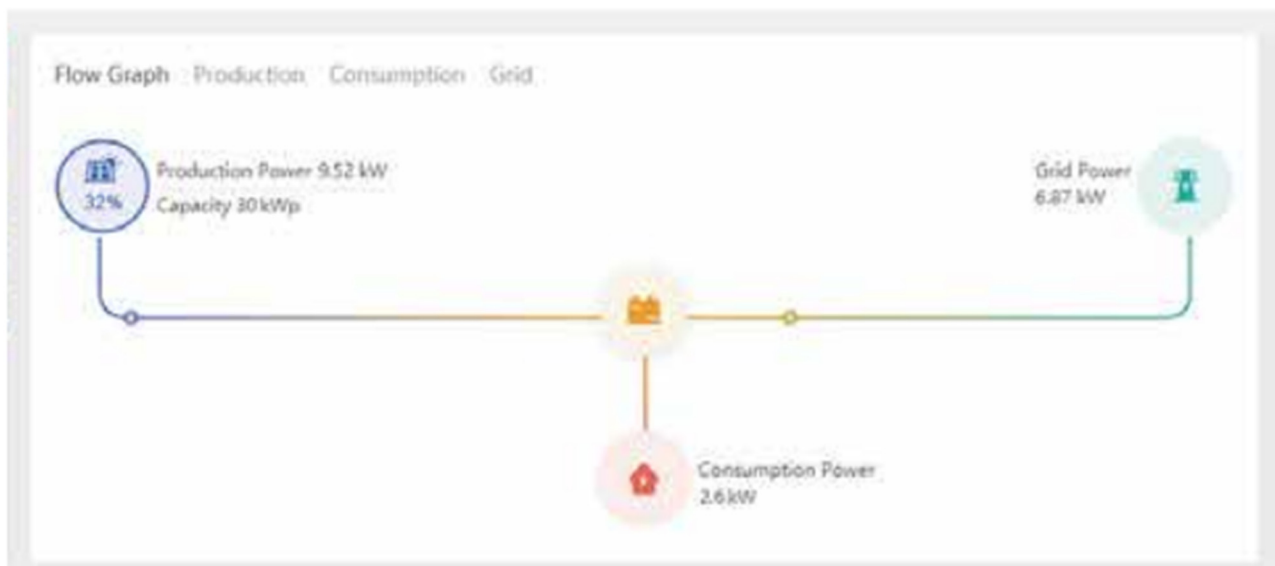 Flow Graph Production Consumption Grid
Production Power 9.52 kW
32%
Capacity 30 kWp
Grid Power
6.87 kW
Consumption Power
2.6 kW